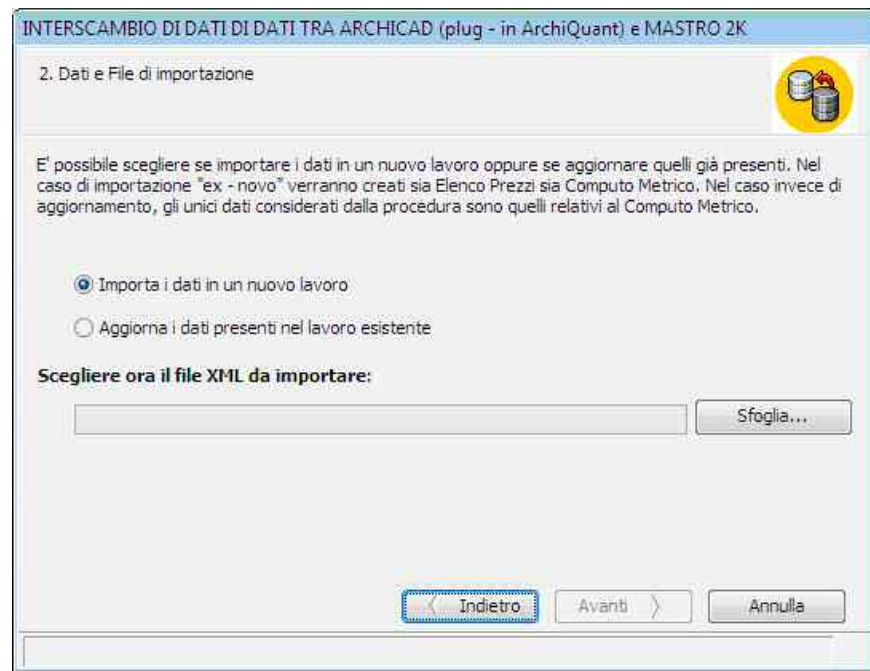 INTERSCAMBIO DI DATI DI DATI TRA ARCHICAD (plug - in ArchiQuant) e MASTRO 2K
2. Dati e File di importazione
E' possibile scegliere se importare i dati in un nuovo lavoro oppure se aggiornare quelli già presenti. Nel
caso di importazione "ex - novo" verranno creati sia Elenco Prezzi sia Computo Metrico. Nel caso invece di
aggiornamento, gli unici dati considerati dalla procedura sono quelli relativi al Computo Metrico.
Importa i dati in un nuovo lavoro
Aggiorna i dati presenti nel lavoro esistente
Scegliere ora il file XML da importare:
Sfoglia...
Indietro
Avanti
Annulla